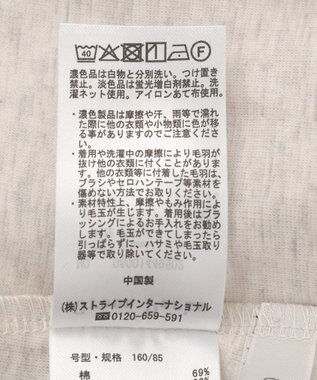 40
F
濃色品は白物と分別洗い。つけ置き
禁止。淡色品は蛍光増白剤禁止。洗
濯ネット使用。アイロンあて布使用。
・濃色製品は摩擦や汗、雨等で濡れ
た際に他の衣類や小物類に色が移
る事がありますのでご注意くださ
い。
・着用や洗濯中の摩擦により毛羽が
抜け他の衣類に付くことがありま
す。他の衣類等に付着した毛羽は、
ブラシやセロハンテープ等素材を
傷めない方法でお取りください。
・素材特性上、摩擦やもみ作用によ
り毛玉が生じます。着用後はブラ
ッシングによるお手入れをお勧め
します。毛玉ができてしまったら
引っぱらずに、ハサミや毛玉取り
器等で取り除いてください。
中国製
(株)ストライプインターナショナル
0120-659-591
号型・规格 160/85
棉 69%